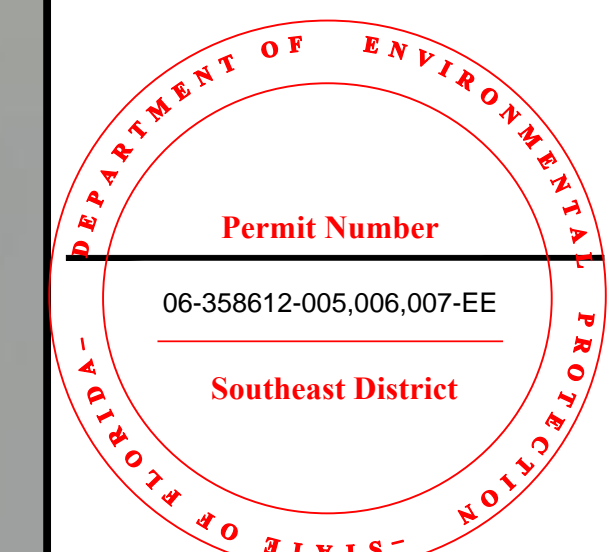 DEPARTMENT OF ENVIRONMENTAL PROTECTION
Permit Number
06-358612-005,006,007-EE
Southeast District
-STATE OF FLORIDA-